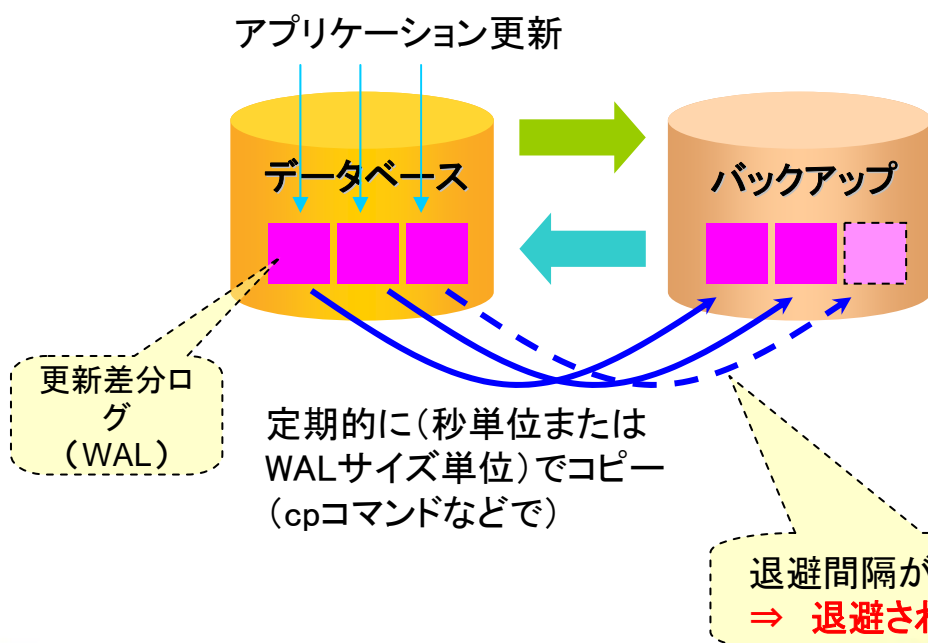 アプリケーション更新
データベース
バックアップ
更新差分ロ
グ
(WAL)
定期的に(秒単位または
WALサイズ単位)でコピー
(cpコマンドなどで)
退避間隔が
⇒ 退避され